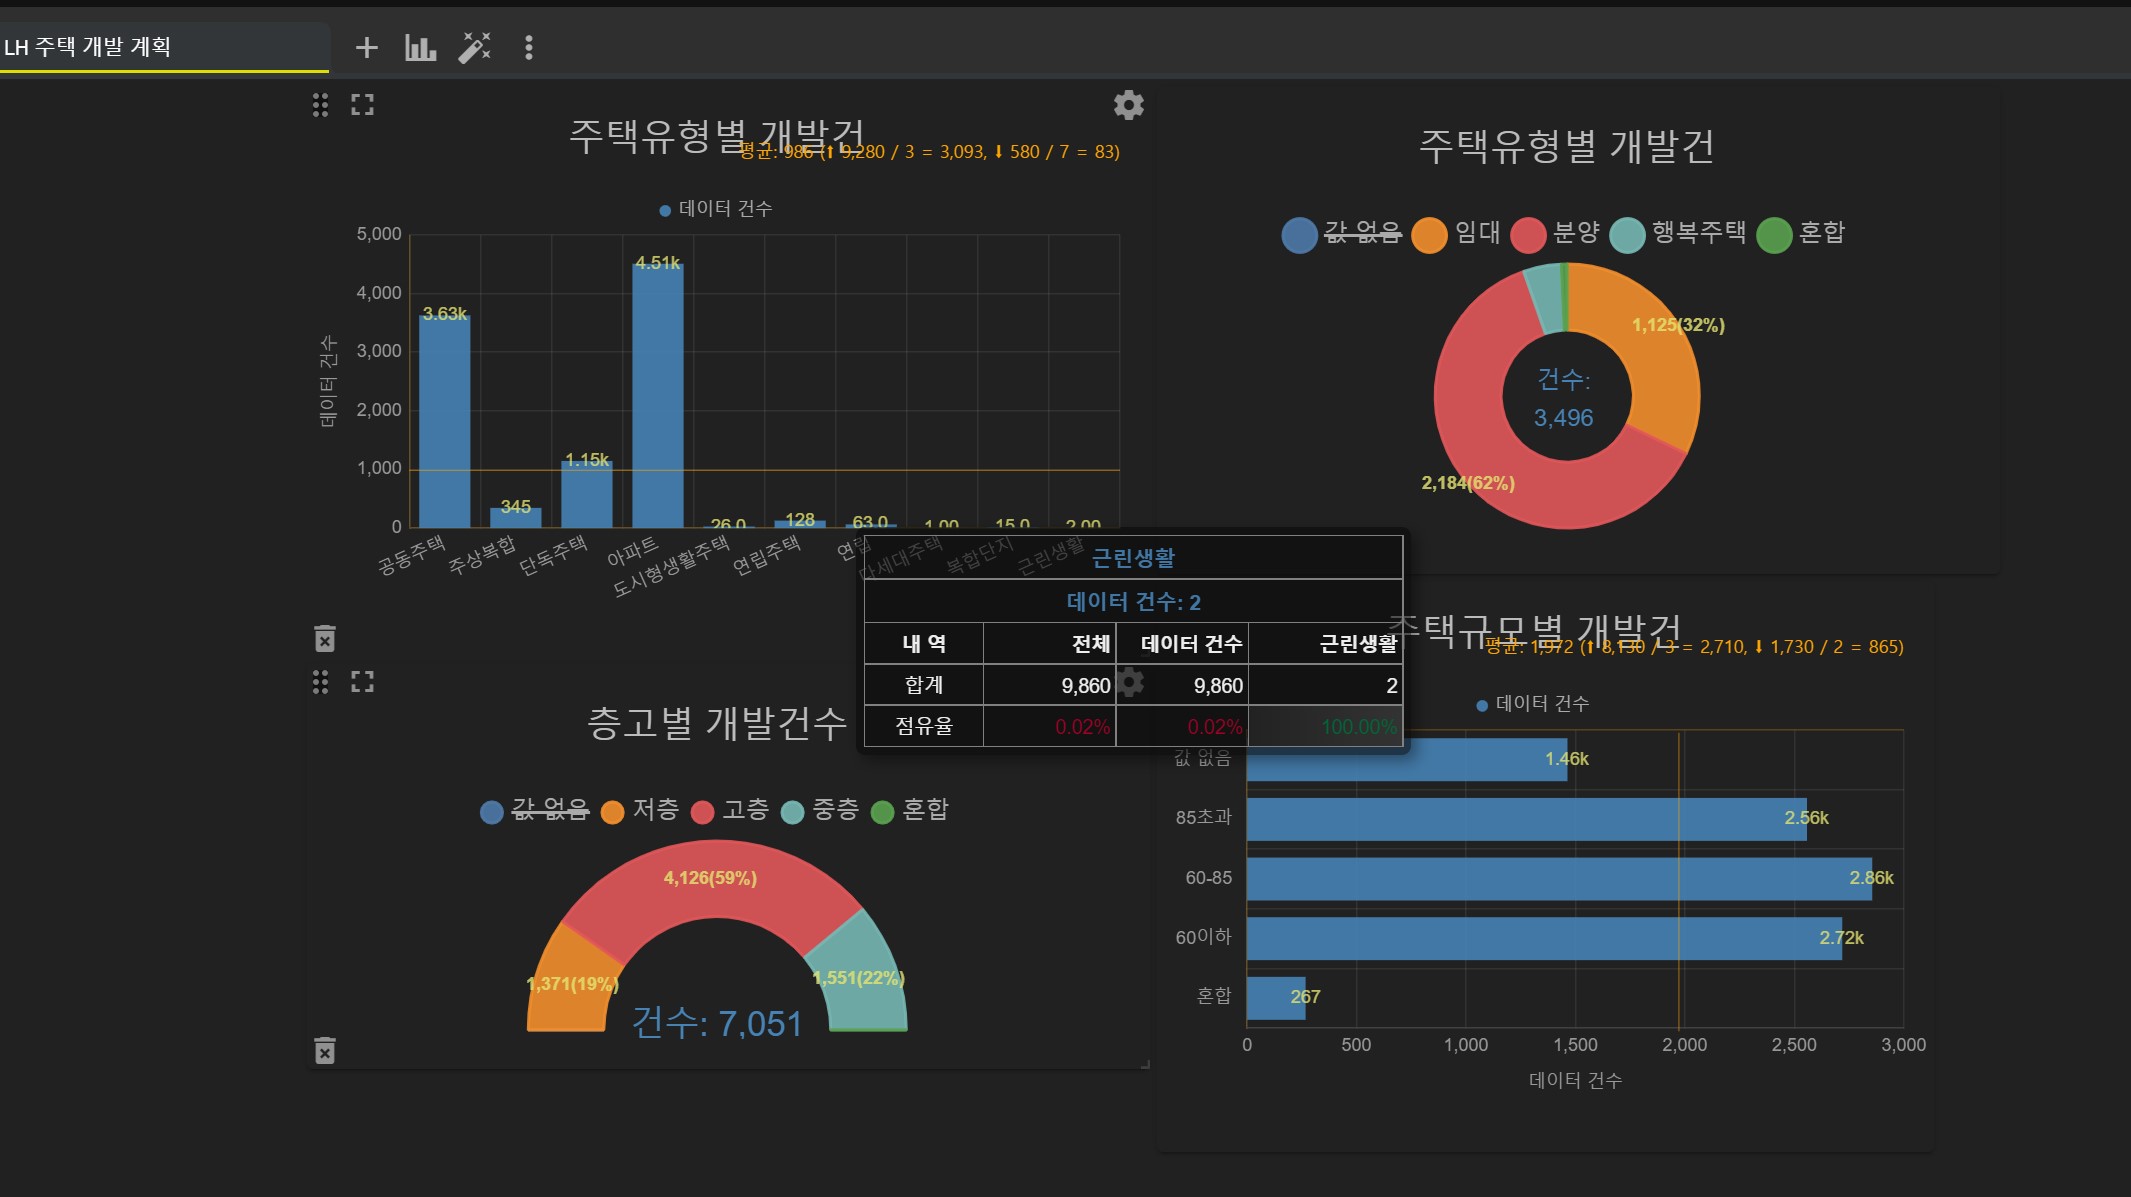 LH 주택 개발 계획
주택유형별 개발건
평균: 986 (⬆ 9,280 / 3 = 3,093, ⬇ 580 / 7 = 83)
데이터 건수
5,000
4,000
3,000
2,000
1,000
0
데이터 건수
3.63k
345
1.15k
4.51k
26.0
128
63.0
1.00
15.0
2.00
공동주택
주상복합
단독주택
아파트
도시형생활주택
연립주택
연립
다세대주택
복합단지
근린생활
주택유형별 개발건
값 없음 임대 분양 행복주택 혼합
1,125(32%)
2,184(62%)
건수:
3,496
근린생활
데이터 건수: 2
내 역 전체 데이터 건수 근린생활
합계 9,860 9,860 2
점유율 0.02% 0.02% 100.00%
층고별 개발건수
값 없음 저층 고층 중층 혼합
4,126(59%)
1,371(19%)
1,551(22%)
건수: 7,051
주택규모별 개발건
평균: 1,972 (⬆ 8,130 / 3 = 2,710, ⬇ 1,730 / 2 = 865)
데이터 건수
값 없음 1.46k
85초과 2.56k
60-85 2.86k
60이하 2.72k
혼합 267
0 500 1,000 1,500 2,000 2,500 3,000
데이터 건수